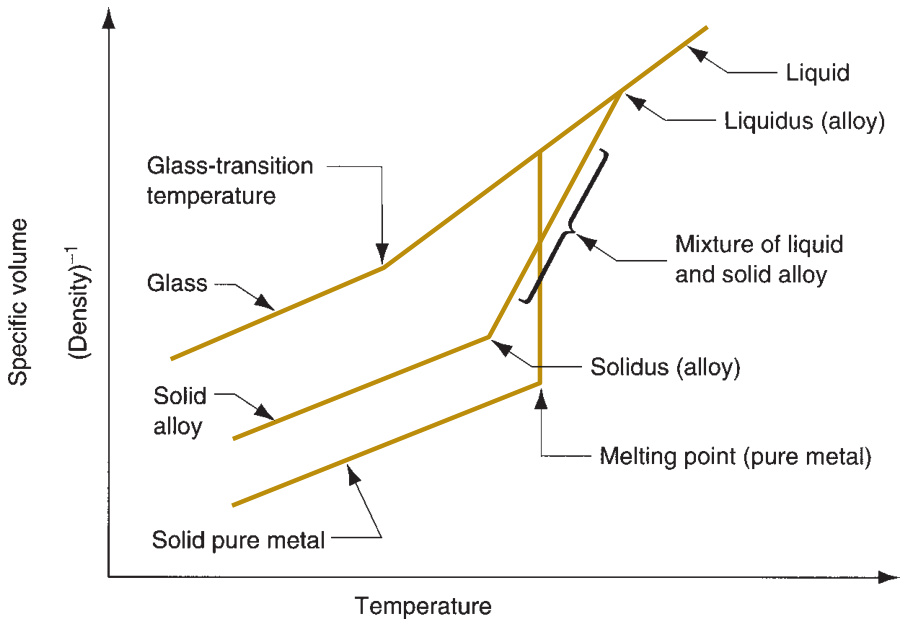 Liquid
Liquidus (alloy)
Glass-transition
temperature
Mixture of liquid
and solid alloy
Glass
Specific volume
(Density)⁻¹
Solidus (alloy)
Solid
alloy
Melting point (pure metal)
Solid pure metal
Temperature